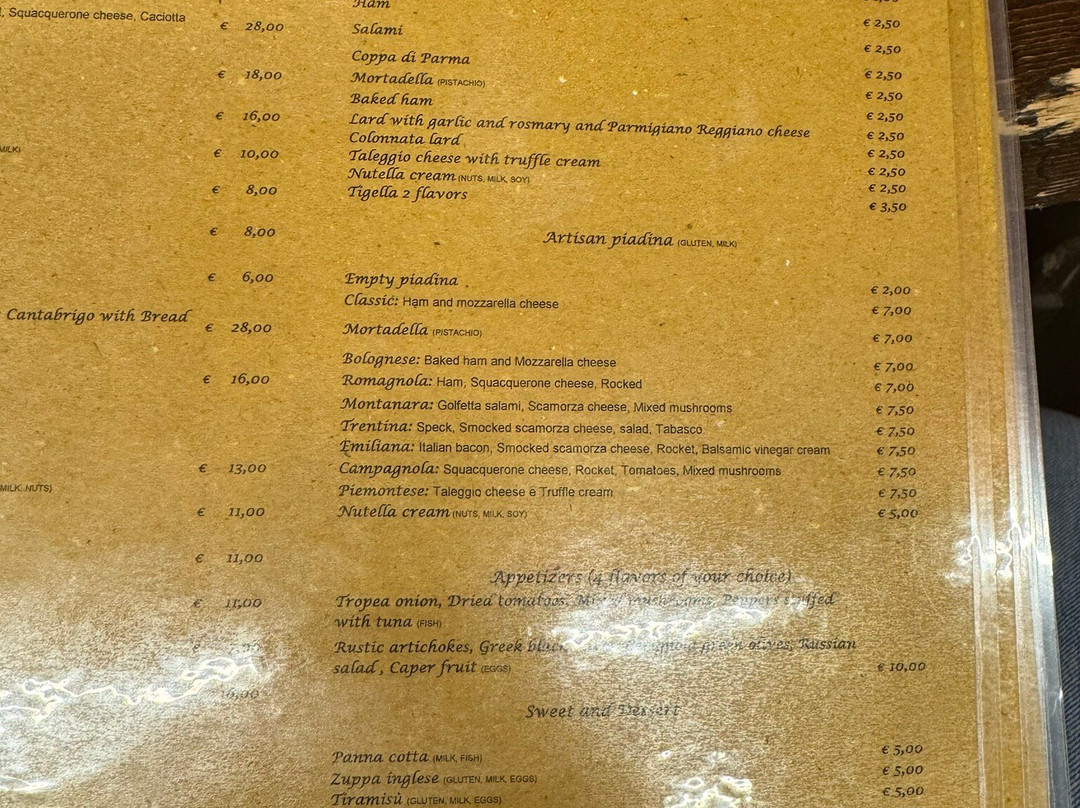 , Squacquerone cheese, Caciotta
€ 28,00
€ 18,00
€ 16,00
MILK)
€ 10,00
€ 8,00
€ 8,00
€ 6,00
Cantabrigo with Bread
€ 28,00
€ 16,00
€ 13,00
MILK, NUTS)
€ 11,00
€ 11,00
€ 11,00
Ham
Salami € 2,50
Coppa di Parma € 2,50
Mortadella (PISTACHIO) € 2,50
Baked ham € 2,50
Lard with garlic and rosmary and Parmigiano Reggiano cheese € 2,50
Colonnata lard € 2,50
Taleggio cheese with truffle cream € 2,50
Nutella cream (NUTS, MILK, SOY) € 2,50
Tigella 2 flavors € 2,50
€ 3,50
Artisan piadina (GLUTEN, MILK)
Empty piadina € 2,00
Classic: Ham and mozzarella cheese € 7,00
Mortadella (PISTACHIO) € 7,00
Bolognese: Baked ham and Mozzarella cheese € 7,00
Romagnola: Ham, Squacquerone cheese, Rocked € 7,00
Montanara: Golfetta salami, Scamorza cheese, Mixed mushrooms € 7,50
Trentina: Speck, Smocked scamorza cheese, salad, Tabasco € 7,50
Emiliana: Italian bacon, Smocked scamorza cheese, Rocket, Balsamic vinegar cream € 7,50
Campagnola: Squacquerone cheese, Rocket, Tomatoes, Mixed mushrooms € 7,50
Piemontese: Taleggio cheese e Truffle cream € 7,50
Nutella cream (NUTS, MILK, SOY) € 5,00
Appetizers (4 flavors of your choice)
Tropea onion, Dried tomatoes, Mixed mushrooms, Peppers stuffed
with tuna (FISH)
Rustic artichokes, Greek black green olives, Russian
salad, Caper fruit (EGGS) € 10,00
Sweet and Dessert
Panna cotta (MILK, FISH) € 5,00
Zuppa inglese (GLUTEN, MILK, EGGS) € 5,00
Tiramisù (GLUTEN, MILK, EGGS) € 5,00